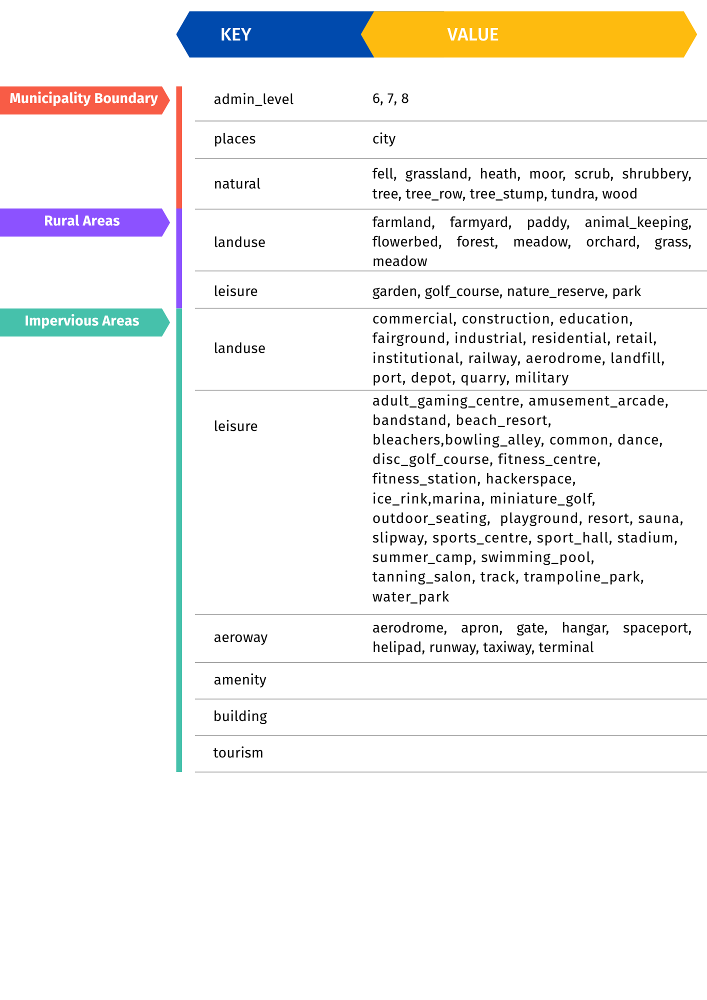 KEY VALUE
Municipality Boundary
admin_level 6, 7, 8
places city
natural
fell, grassland, heath, moor, scrub, shrubbery,
tree, tree_row, tree_stump, tundra, wood
Rural Areas
landuse
farmland, farmyard, paddy, animal_keeping,
flowerbed, forest, meadow, orchard, grass,
meadow
leisure garden, golf_course, nature_reserve, park
Impervious Areas
landuse
commercial, construction, education,
fairground, industrial, residential, retail,
institutional, railway, aerodrome, landfill,
port, depot, quarry, military
leisure
adult_gaming_centre, amusement_arcade,
bandstand, beach_resort,
bleachers,bowling_alley, common, dance,
disc_golf_course, fitness_centre,
fitness_station, hackerspace,
ice_rink,marina, miniature_golf,
outdoor_seating, playground, resort, sauna,
slipway, sports_centre, sport_hall, stadium,
summer_camp, swimming_pool,
tanning_salon, track, trampoline_park,
water_park
aeroway
aerodrome, apron, gate, hangar, spaceport,
helipad, runway, taxiway, terminal
amenity
building
tourism